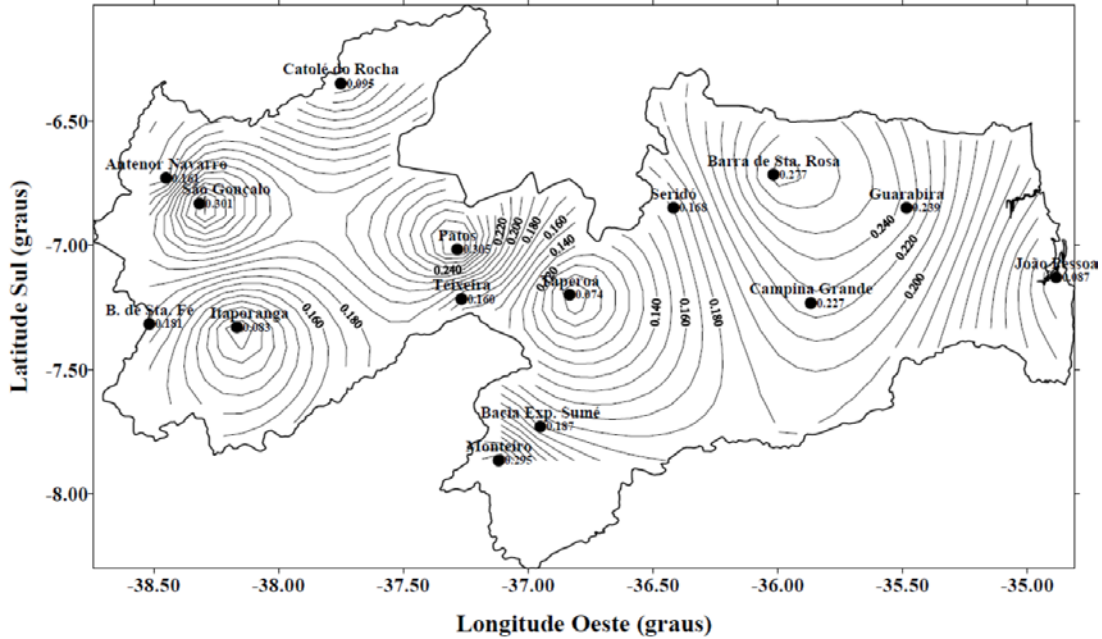 Catolé do Rocha
0.095
-6.50
Antenor Navarro
0.161
São Gonçalo
0.301
Barra de Sta. Rosa
0.277
Seridó
0.168
Guarabira
0.239
-7.00
Patos
0.305
0.220
0.200
0.180
0.160
0.140
0.240
0.220
0.200
0.240
Teixeira
0.160
Taperoá
0.074
João Pessoa
0.087
Campina Grande
0.227
B. de Sta. Fé
0.181
Itaporanga
0.083
0.160
0.180
0.140
0.160
0.180
-7.50
Bacia Exp. Sumé
0.187
Monteiro
0.295
-8.00
Latitude Sul (graus)
-38.50 -38.00 -37.50 -37.00 -36.50 -36.00 -35.50 -35.00
Longitude Oeste (graus)